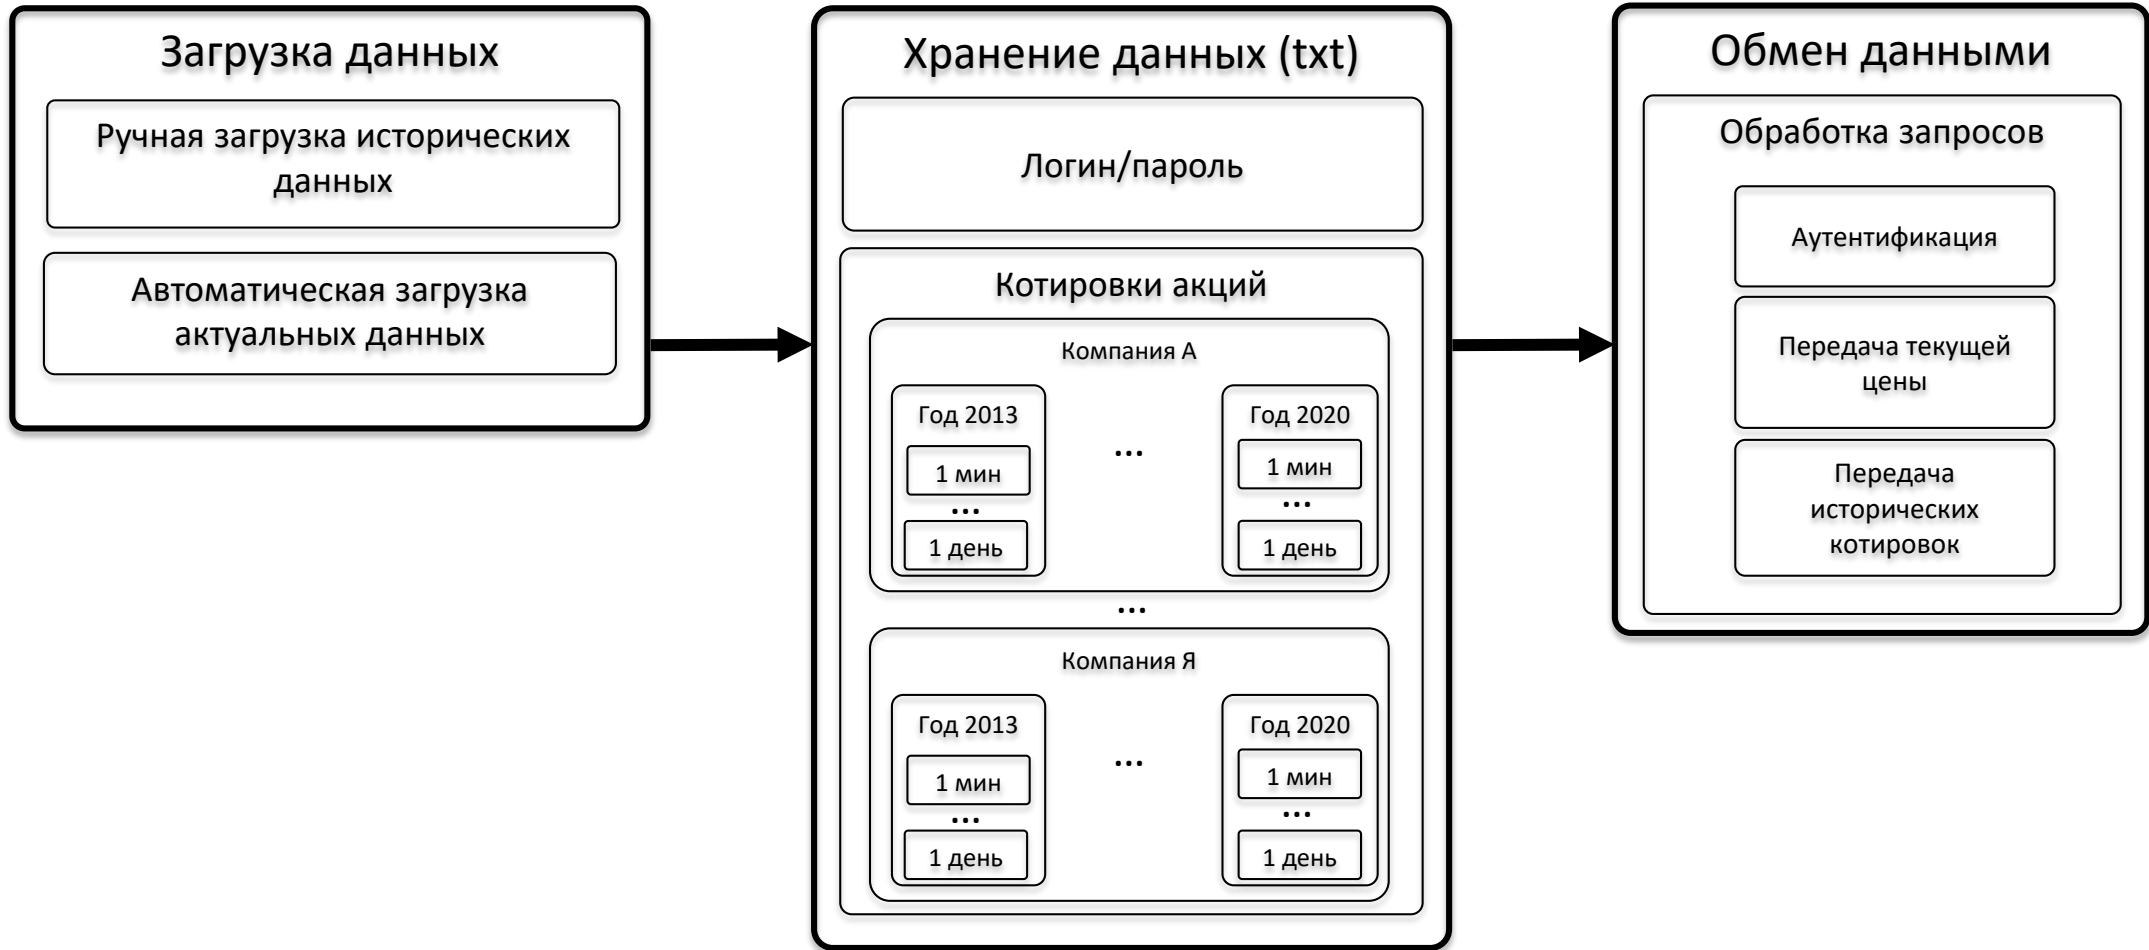 Загрузка данных
Ручная загрузка исторических
данных
Автоматическая загрузка
актуальных данных
Хранение данных (txt)
Логин/пароль
Котировки акций
Компания А
Год 2013
1 мин
...
1 день
...
Год 2020
1 мин
...
1 день
...
Компания Я
Год 2013
1 мин
...
1 день
...
Год 2020
1 мин
...
1 день
Обмен данными
Обработка запросов
Аутентификация
Передача текущей
цены
Передача
исторических
котировок